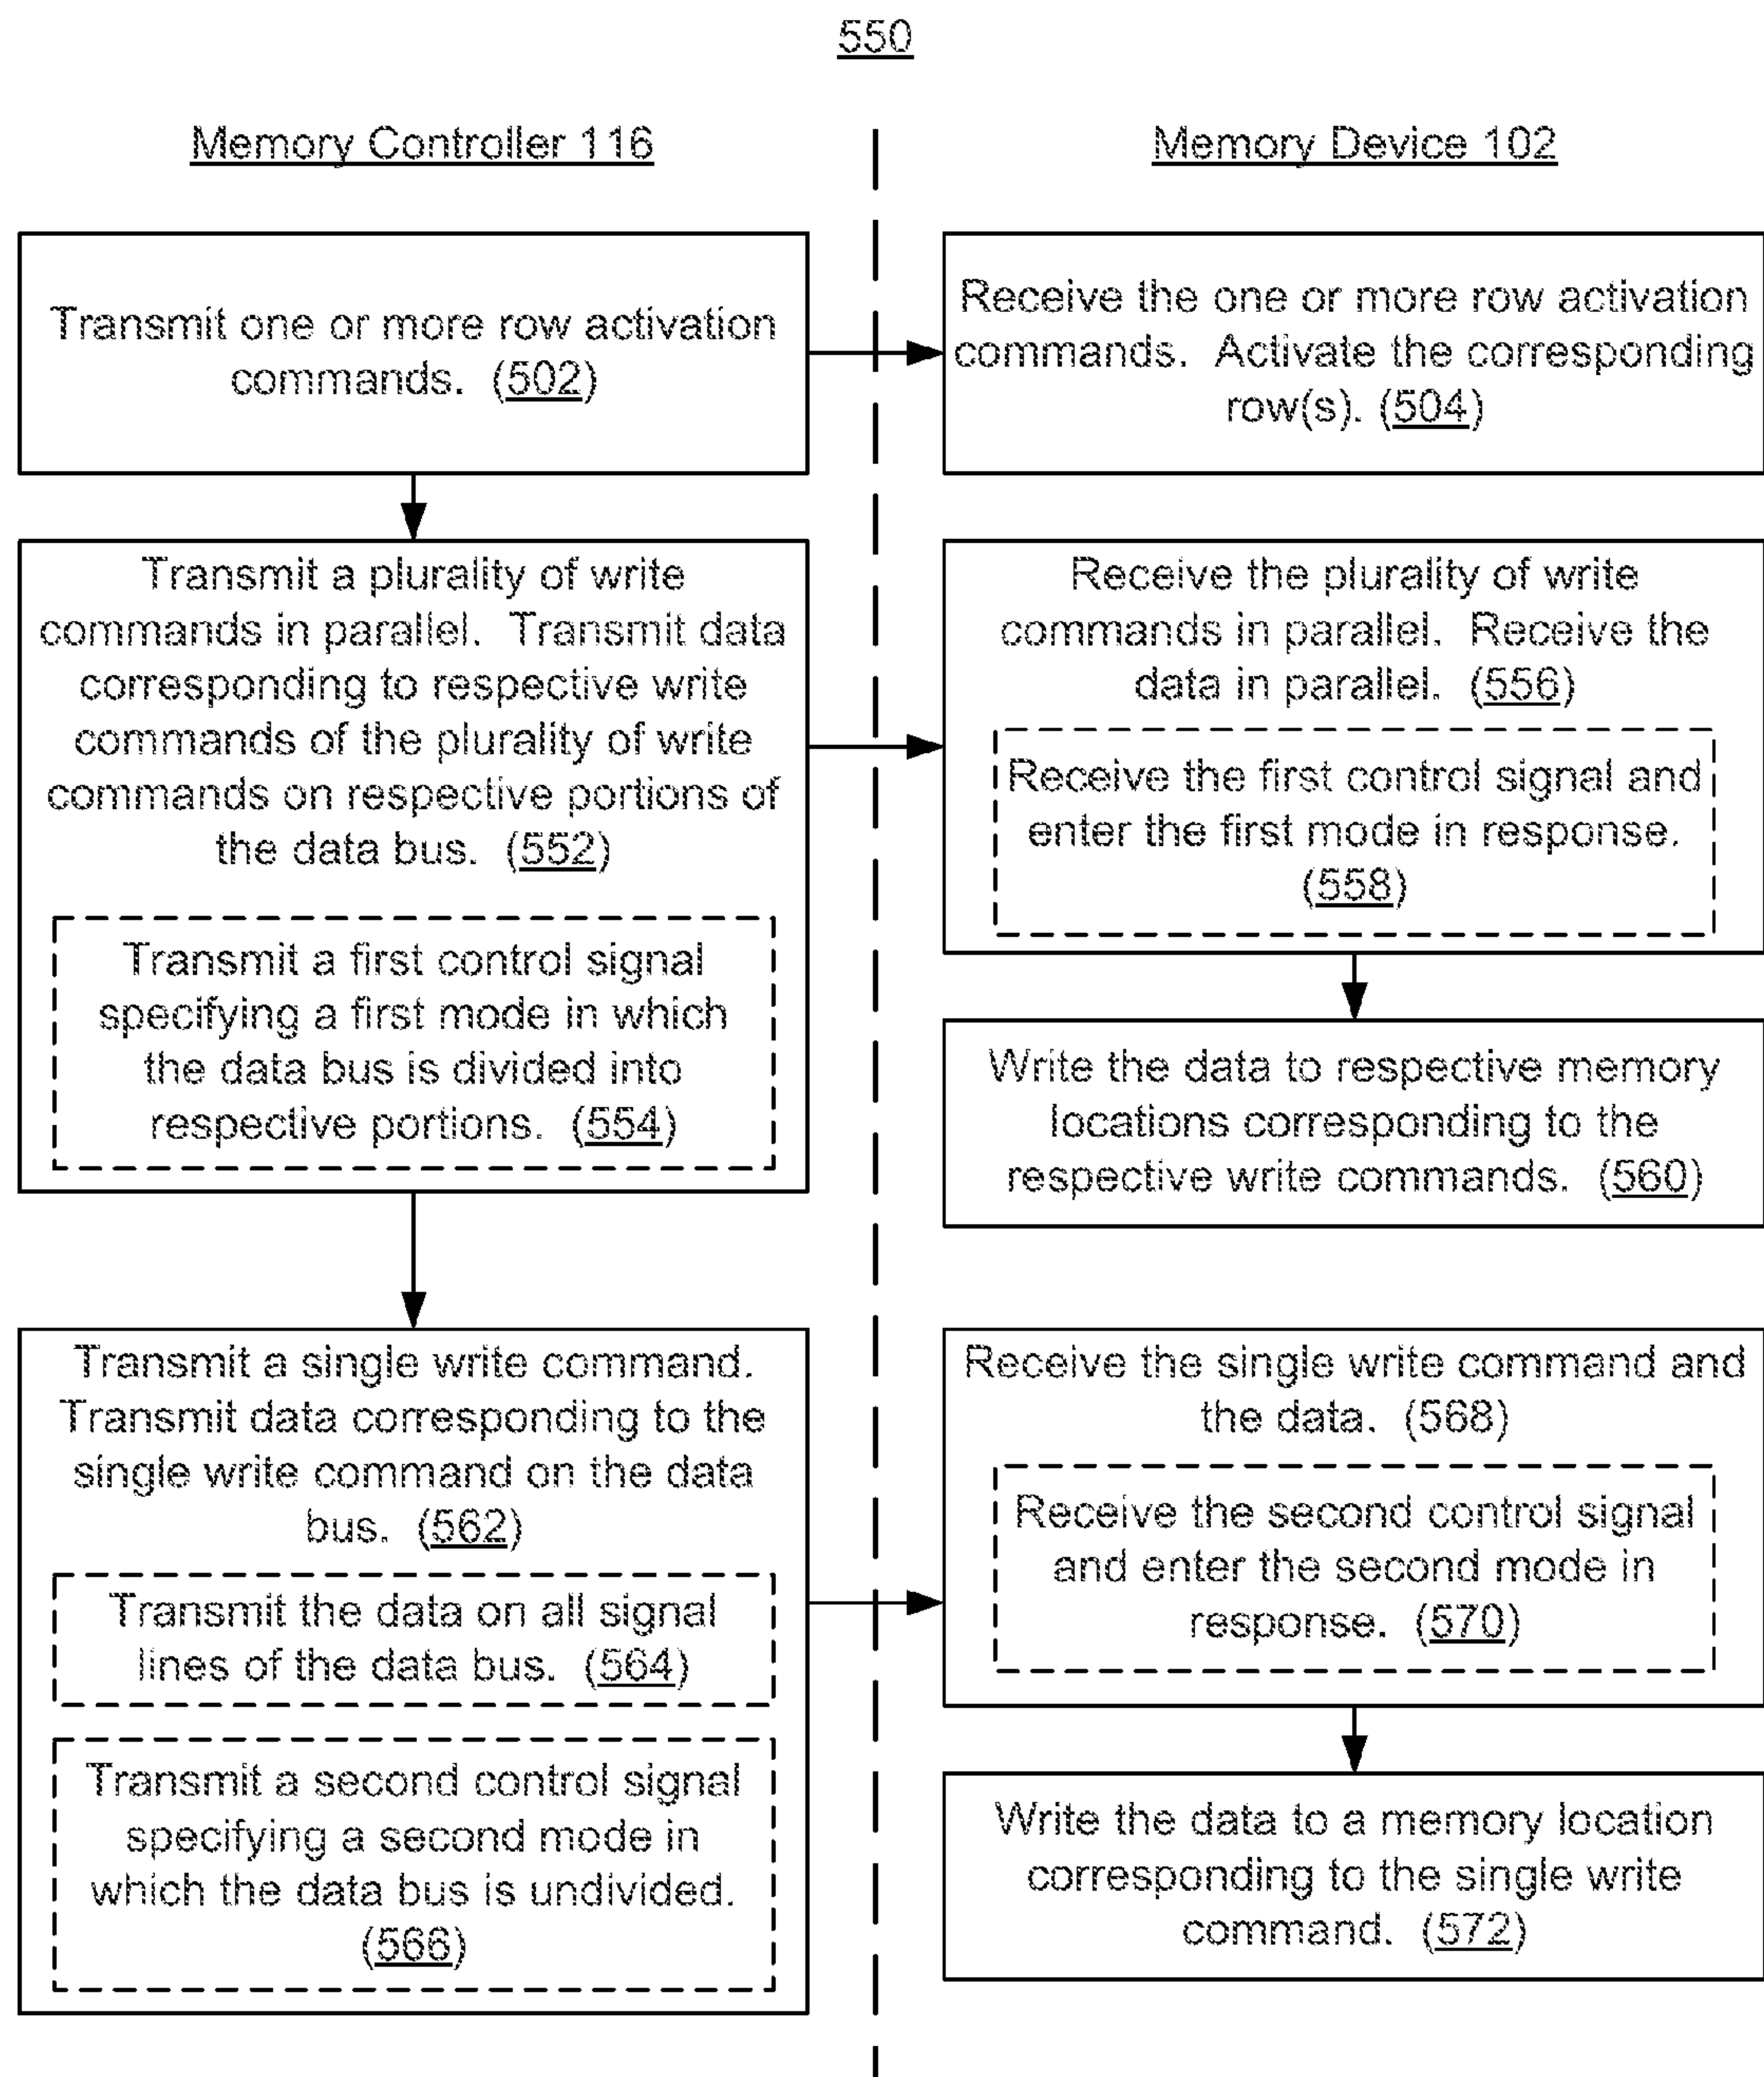 550
Memory Controller 116
Memory Device 102
Transmit one or more row activation
commands. (502)
Receive the one or more row activation
commands. Activate the corresponding
row(s). (504)
Transmit a plurality of write
commands in parallel. Transmit data
corresponding to respective write
commands of the plurality of write
commands on respective portions of
the data bus. (552)
Transmit a first control signal
specifying a first mode in which
the data bus is divided into
respective portions. (554)
Receive the plurality of write
commands in parallel. Receive the
data in parallel. (556)
Receive the first control signal and
enter the first mode in response.
(558)
Write the data to respective memory
locations corresponding to the
respective write commands. (560)
Transmit a single write command.
Transmit data corresponding to the
single write command on the data
bus. (562)
Transmit the data on all signal
lines of the data bus. (564)
Transmit a second control signal
specifying a second mode in
which the data bus is undivided.
(566)
Receive the single write command and
the data. (568)
Receive the second control signal
and enter the second mode in
response. (570)
Write the data to a memory location
corresponding to the single write
command. (572)